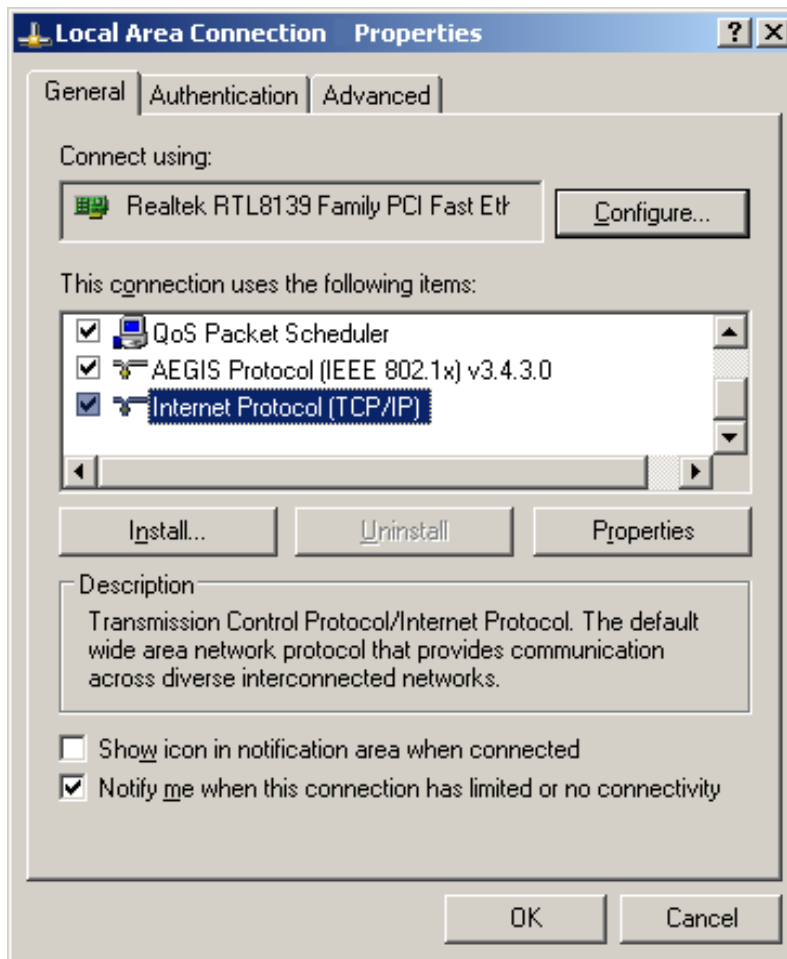 Local Area Connection Properties
General
Authentication
Advanced
Connect using:
Realtek RTL8139 Family PCI Fast Eth
Configure...
This connection uses the following items:
QoS Packet Scheduler
AEGIS Protocol (IEEE 802.1x) v3.4.3.0
Internet Protocol (TCP/IP)
Install...
Uninstall
Properties
Description
Transmission Control Protocol/Internet Protocol. The default
wide area network protocol that provides communication
across diverse interconnected networks.
Show icon in notification area when connected
Notify me when this connection has limited or no connectivity
OK
Cancel